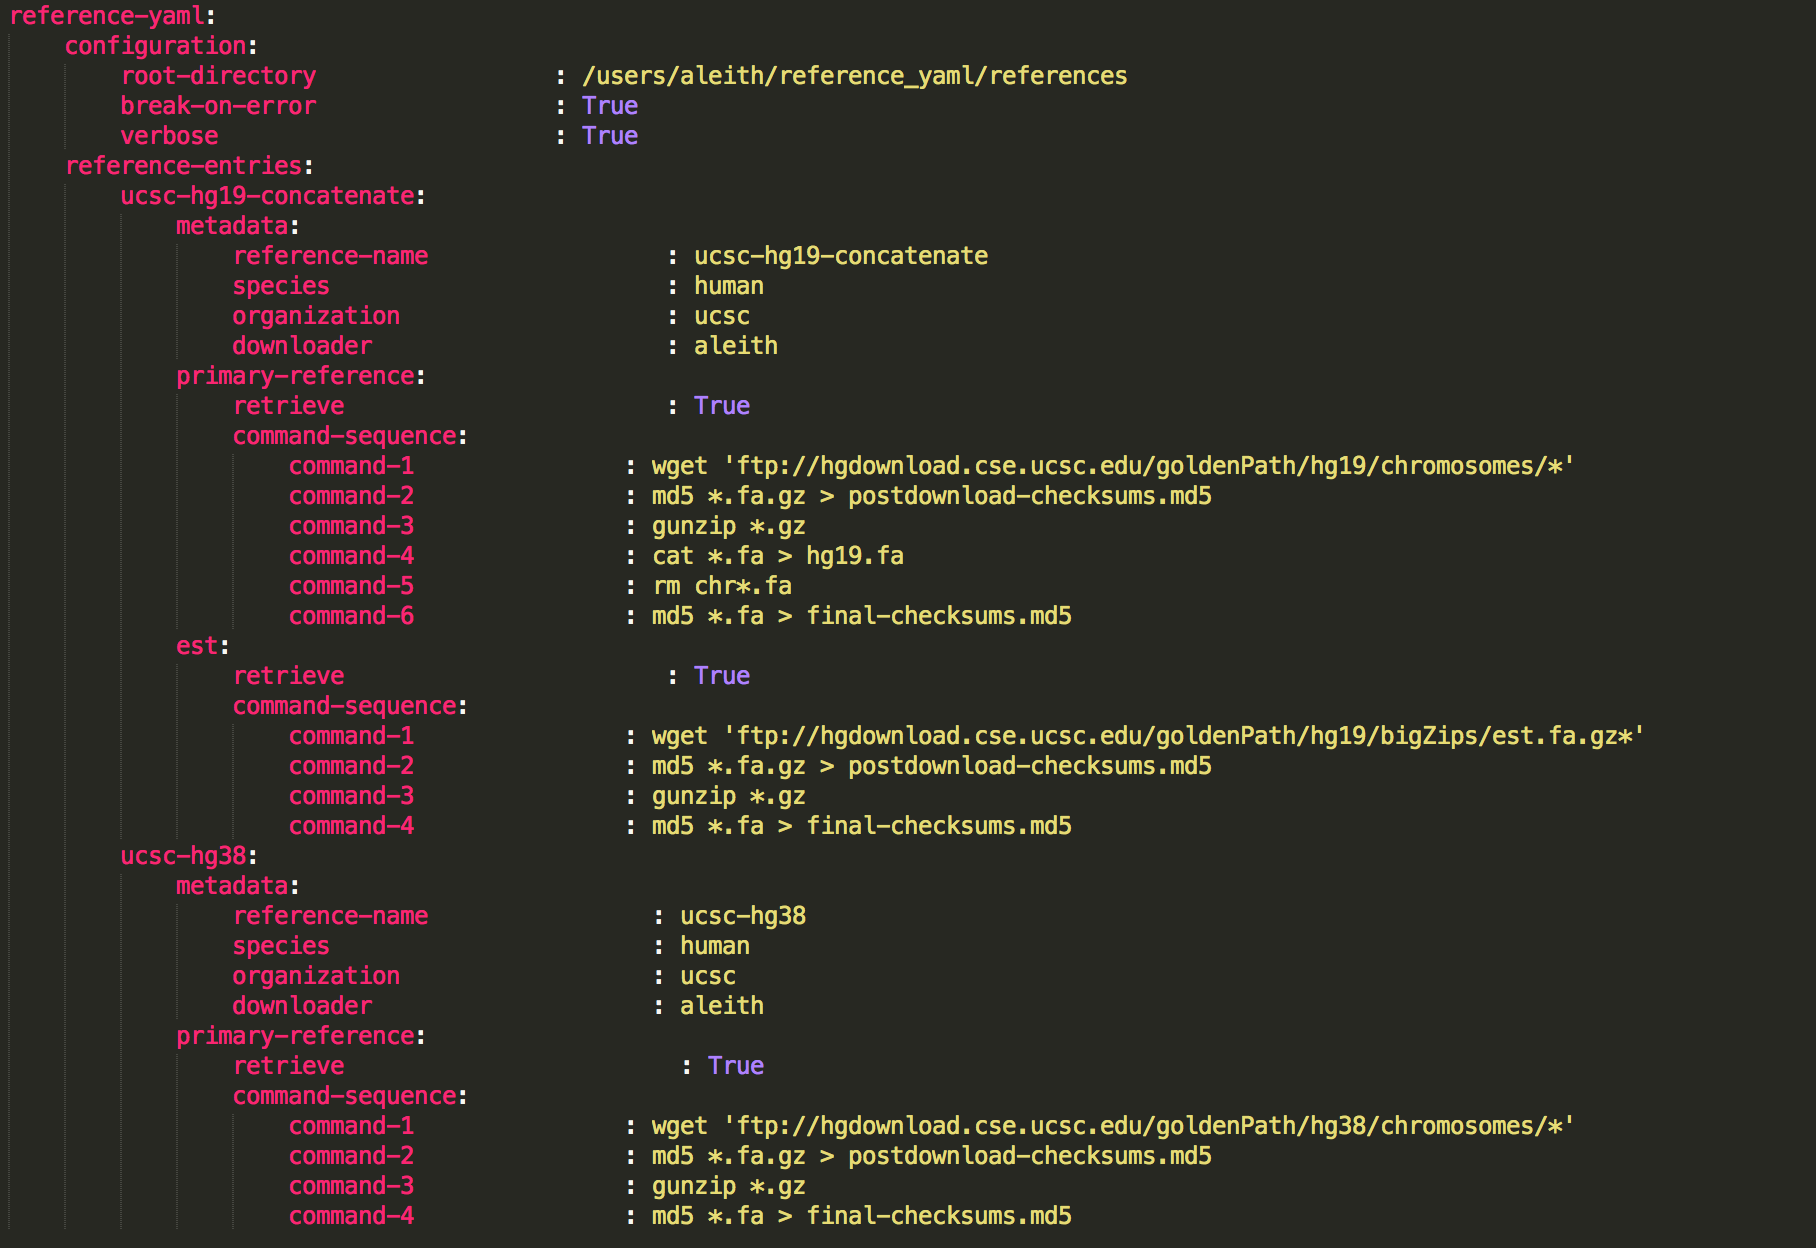 reference-yaml:
configuration:
root-directory : /users/aleith/reference_yaml/references
break-on-error : True
verbose : True
reference-entries:
ucsc-hg19-concatenate:
metadata:
reference-name : ucsc-hg19-concatenate
species : human
organization : ucsc
downloader : aleith
primary-reference:
retrieve : True
command-sequence:
command-1 : wget 'ftp://hgdownload.cse.ucsc.edu/goldenPath/hg19/chromosomes/*'
command-2 : md5 *.fa.gz > postdownload-checksums.md5
command-3 : gunzip *.gz
command-4 : cat *.fa > hg19.fa
command-5 : rm chr*.fa
command-6 : md5 *.fa > final-checksums.md5
est:
retrieve : True
command-sequence:
command-1 : wget 'ftp://hgdownload.cse.ucsc.edu/goldenPath/hg19/bigZips/est.fa.gz*'
command-2 : md5 *.fa.gz > postdownload-checksums.md5
command-3 : gunzip *.gz
command-4 : md5 *.fa > final-checksums.md5
ucsc-hg38:
metadata:
reference-name : ucsc-hg38
species : human
organization : ucsc
downloader : aleith
primary-reference:
retrieve : True
command-sequence:
command-1 : wget 'ftp://hgdownload.cse.ucsc.edu/goldenPath/hg38/chromosomes/*'
command-2 : md5 *.fa.gz > postdownload-checksums.md5
command-3 : gunzip *.gz
command-4 : md5 *.fa > final-checksums.md5